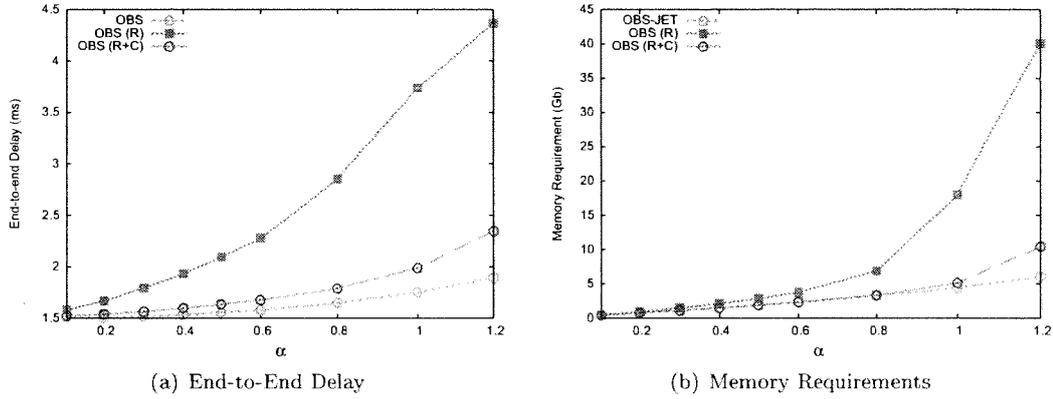 4.5
4
3.5
3
2.5
2
1.5
End-to-end Delay (ms)
OBS
OBS (R)
OBS (R+C)
0.2
0.4
0.6
0.8
1
1.2
α
(a) End-to-End Delay
45
40
35
30
25
20
15
10
5
0
Memory Requirement (Gb)
OBS-JET
OBS (R)
OBS (R+C)
0.2
0.4
0.6
0.8
1
1.2
α
(b) Memory Requirements